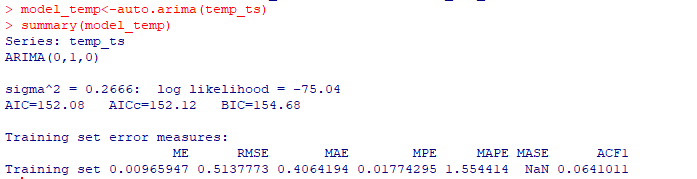 > model_temp<-auto.arima(temp_ts)
> summary(model_temp)
Series: temp_ts
ARIMA(0,1,0)
sigma^2 = 0.2666:  log likelihood = -75.04
AIC=152.08   AICc=152.12   BIC=154.68
Training set error measures:
ME RMSE MAE MPE MAPE MASE ACF1
Training set 0.00965947 0.5137773 0.4064194 0.01774295 1.554414 NaN 0.0641011